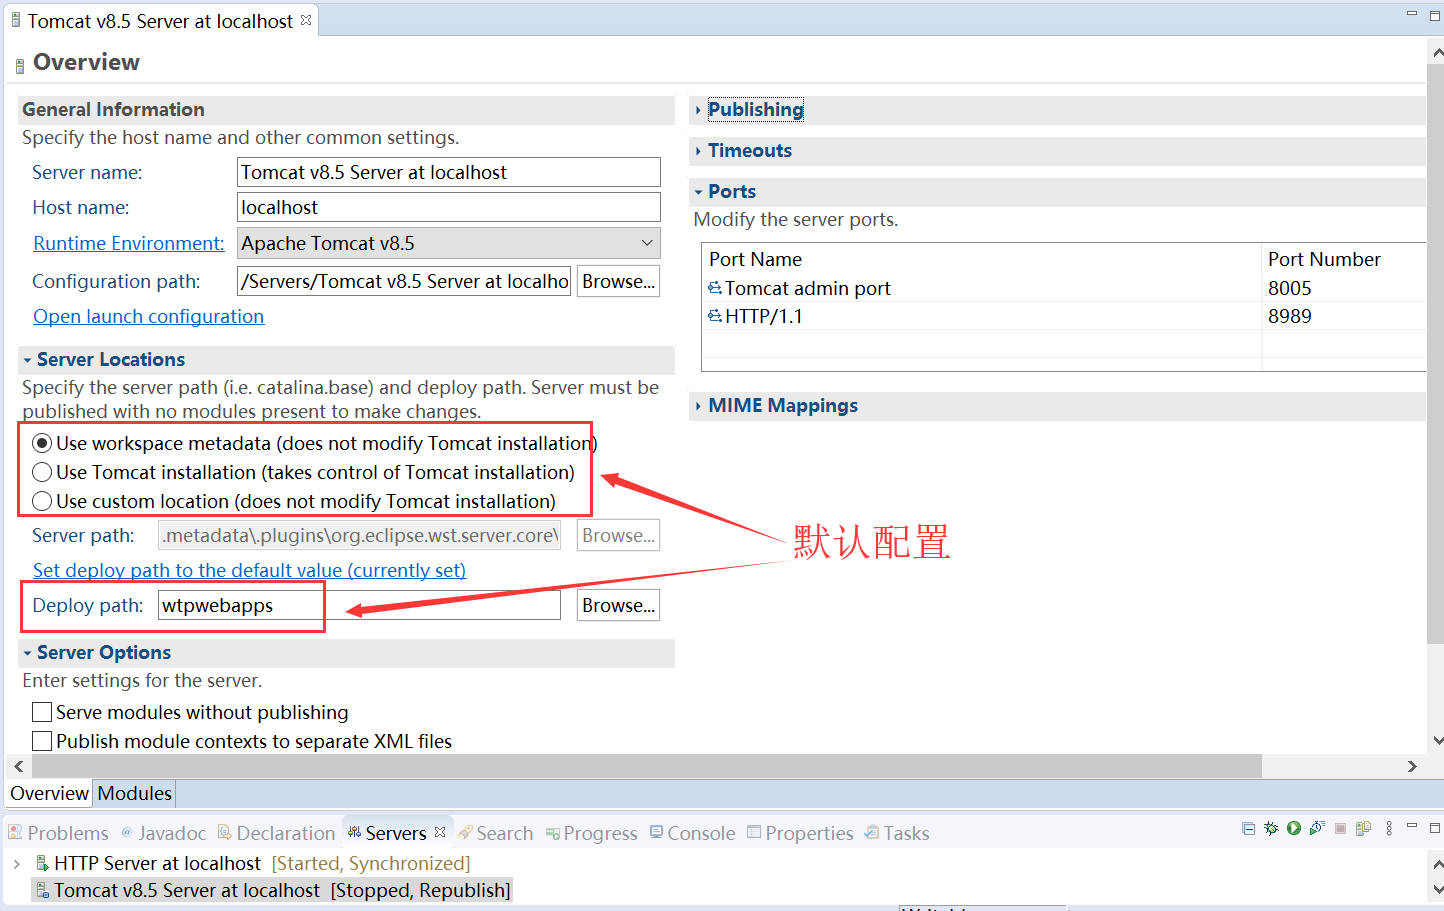 Tomcat v8.5 Server at localhost
Overview
General Information
Specify the host name and other common settings.
Server name: Tomcat v8.5 Server at localhost
Host name: localhost
Runtime Environment: Apache Tomcat v8.5
Configuration path: /Servers/Tomcat v8.5 Server at localho Browse...
Open launch configuration
Server Locations
Specify the server path (i.e. catalina.base) and deploy path. Server must be
published with no modules present to make changes.
Use workspace metadata (does not modify Tomcat installation)
Use Tomcat installation (takes control of Tomcat installation)
Use custom location (does not modify Tomcat installation)
Server path: .metadata\.plugins\org.eclipse.wst.server.core\ Browse...
Set deploy path to the default value (currently set)
Deploy path: wtpwebapps Browse...
Server Options
Enter settings for the server.
Serve modules without publishing
Publish module contexts to separate XML files
Publishing
Timeouts
Ports
Modify the server ports.
Port Name Port Number
Tomcat admin port 8005
HTTP/1.1 8989
MIME Mappings
默认配置
Overview Modules
Problems Javadoc Declaration Servers Search Progress Console Properties Tasks
HTTP Server at localhost [Started, Synchronized]
Tomcat v8.5 Server at localhost [Stopped, Republish]